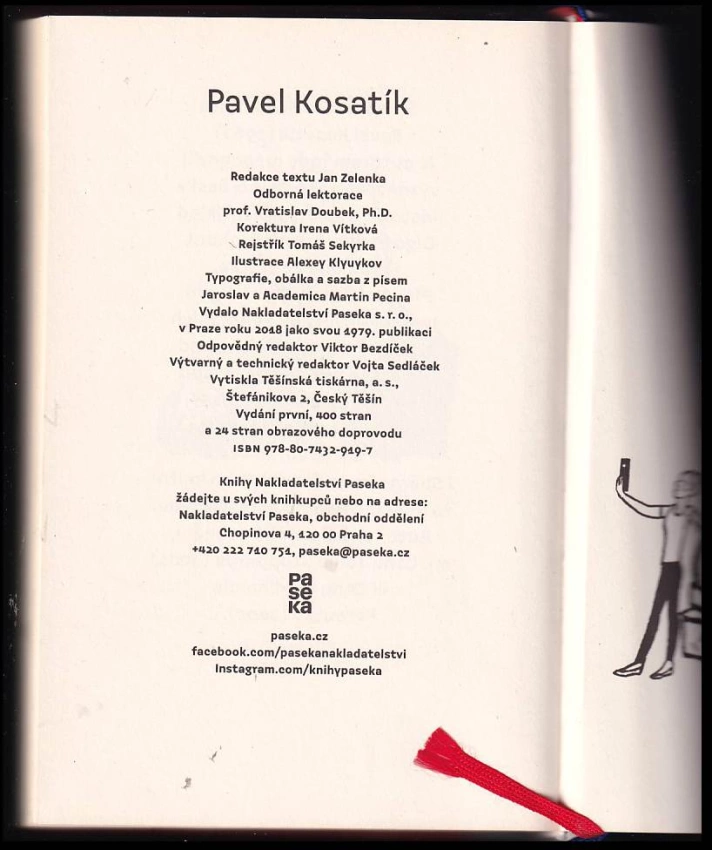 Pavel Kosatík
Redakce textu Jan Zelenka
Odborná lektorace
prof. Vratislav Doubek, Ph.D.
Korektura Irena Vítková
Rejstřík Tomáš Sekyrka
Ilustrace Alexey Klyuykov
Typografie, obálka a sazba z písem
Jaroslav a Academica Martin Pecina
Vydalo Nakladatelství Paseka s. r. o.,
v Praze roku 2018 jako svou 1979. publikaci
Odpovědný redaktor Viktor Bezdíček
Výtvarný a technický redaktor Vojta Sedláček
Vytiskla Těšínská tiskárna, a. s.,
Štefánikova 2, Český Těšín
Vydání první, 400 stran
a 24 stran obrazového doprovodu
ISBN 978-80-7432-919-7
Knihy Nakladatelství Paseka
žádejte u svých knihkupců nebo na adrese:
Nakladatelství Paseka, obchodní oddělení
Chopinova 4, 120 00 Praha 2
+420 222 710 751, paseka@paseka.cz
Pa
se
Ka
paseka.cz
facebook.com/pasekanakladatelstvi
Instagram.com/knihypaseka